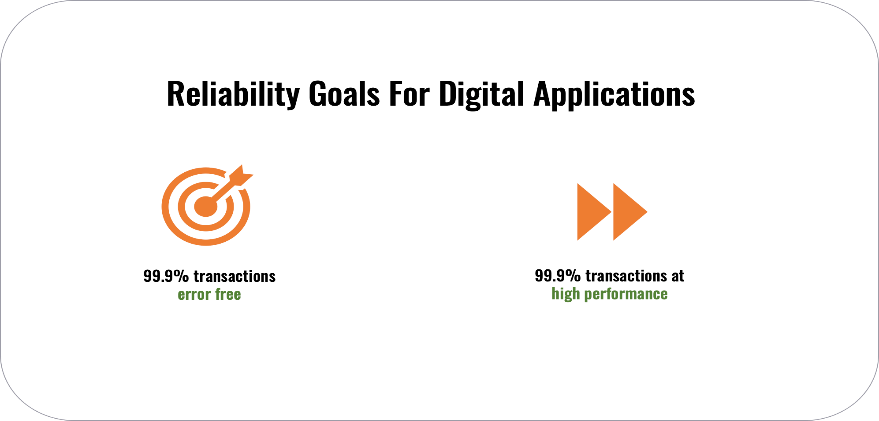 Reliability Goals For Digital Applications
99.9% transactions
error free
99.9% transactions at
high performance